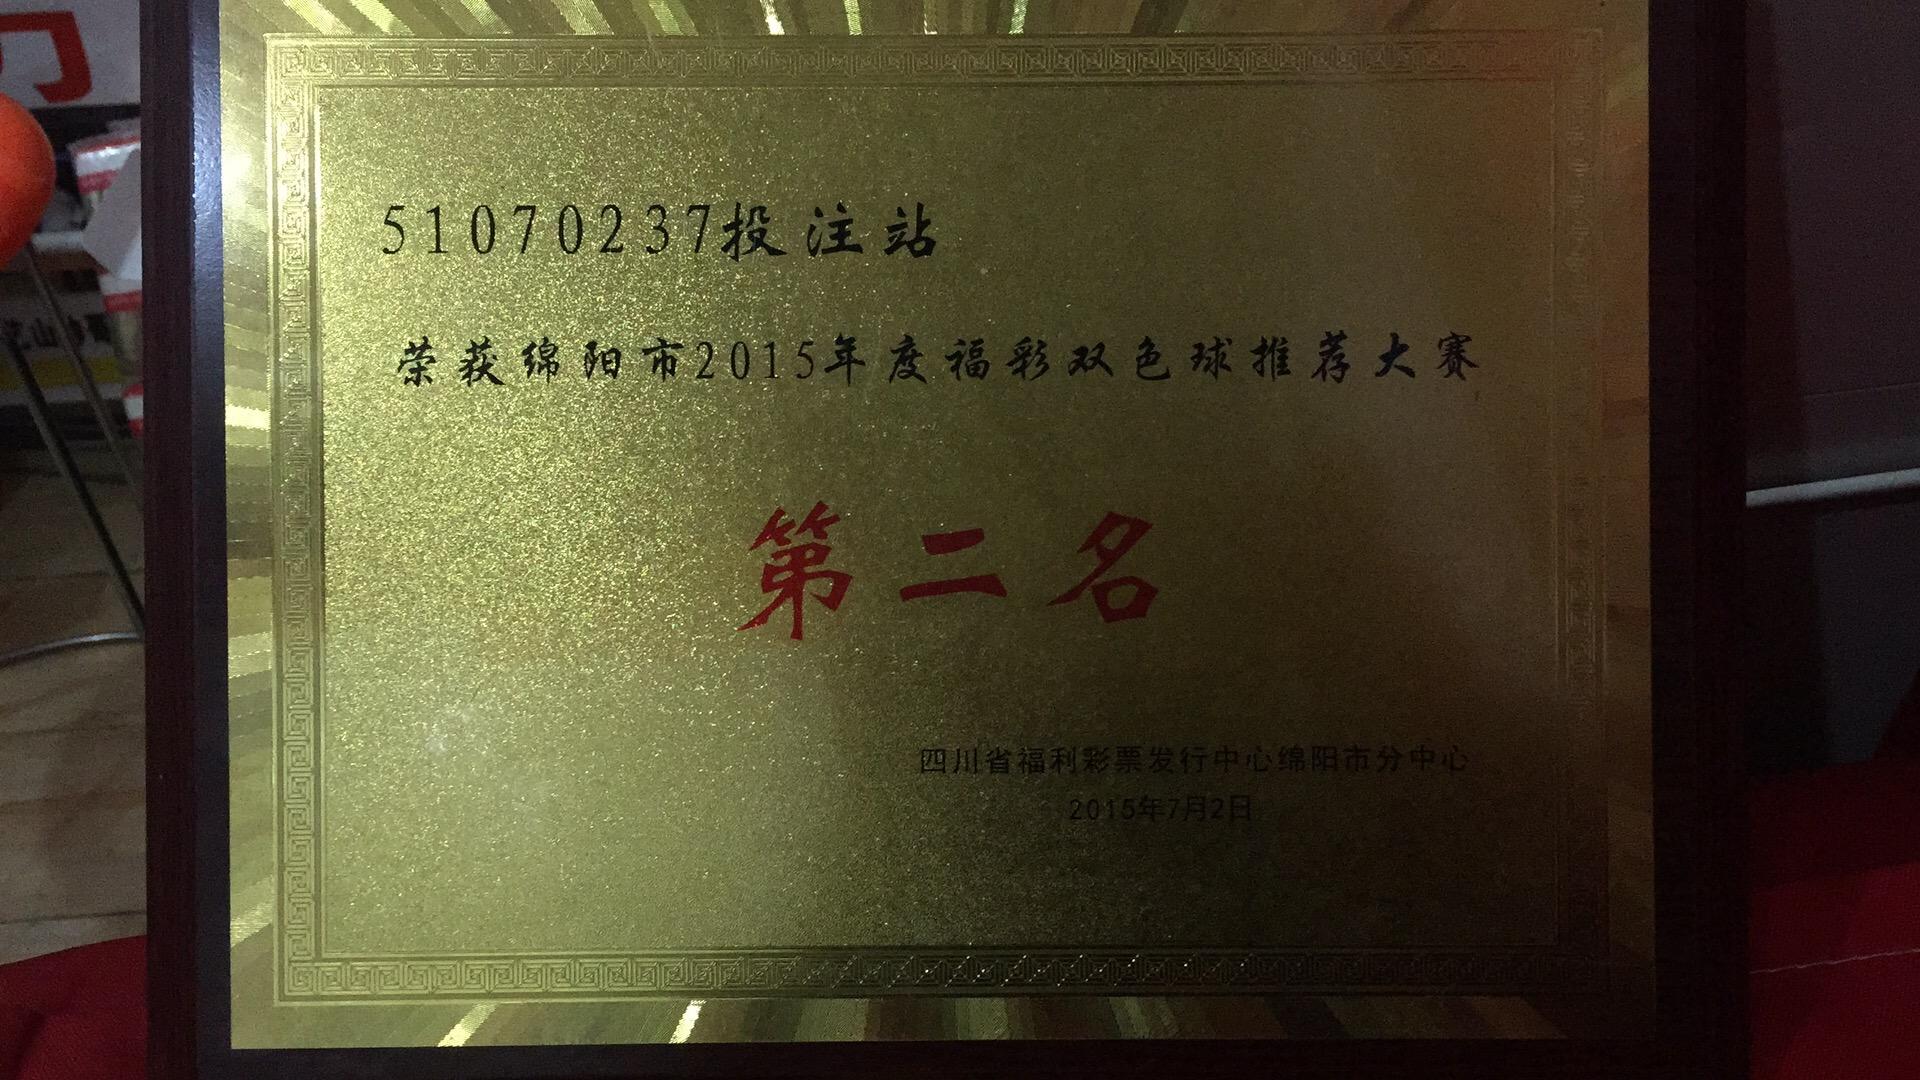 51070237投注站
荣获绵阳市2015年度福彩双色球推荐大赛
第二名
四川省福利彩票发行中心绵阳市分中心
2015年7月2日